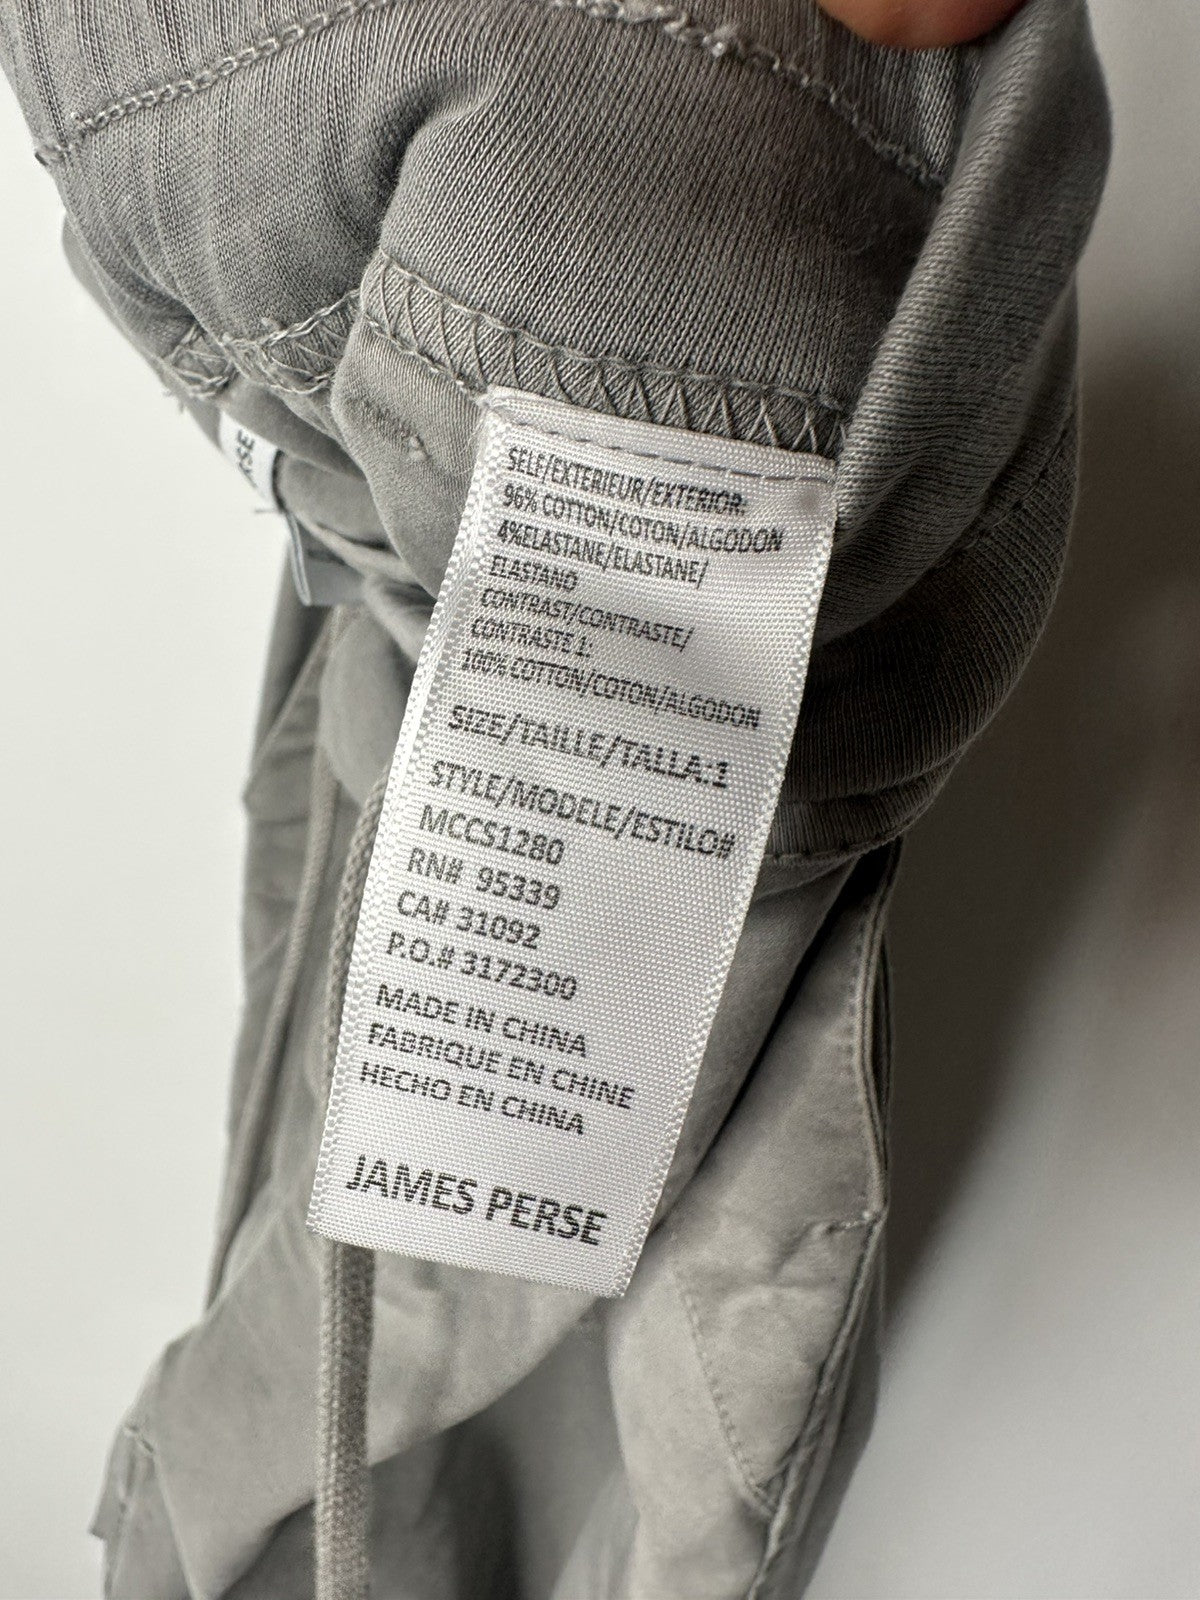 SELF/EXTERIEUR/EXTERIOR:
96% COTTON/COTON/ALGODON
4%ELASTANE/ELASTANE/
ELASTANO
CONTRAST/CONTRASTE/
CONTRASTE 1:
100% COTTON/COTON/ALGODON
SIZE/TAILLE/TALLA:1
STYLE/MODELE/ESTILO#
MCCS1280
RN# 95339
CA# 31092
P.O.# 3172300
MADE IN CHINA
FABRIQUE EN CHINE
HECHO EN CHINA
JAMES PERSE